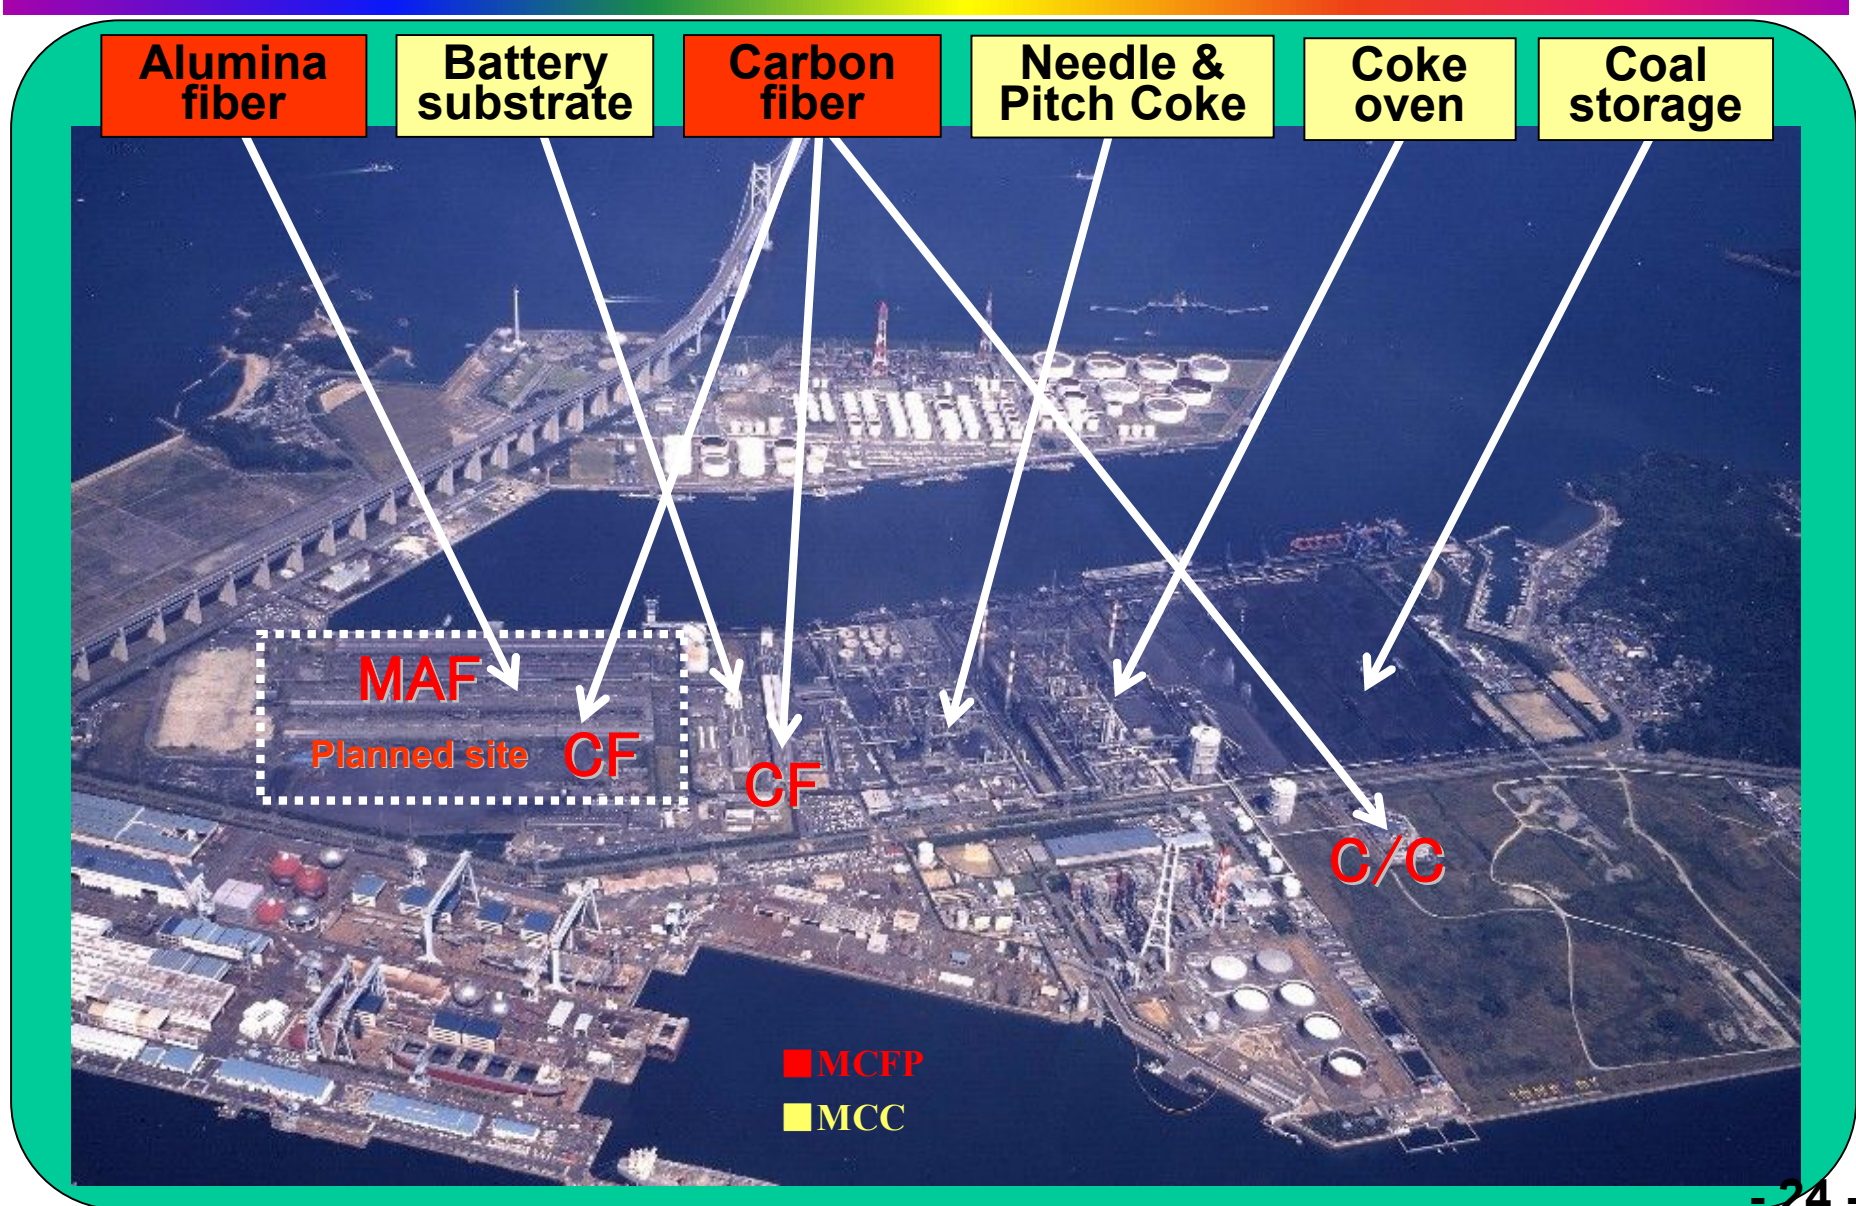 Alumina
fiber
Battery
substrate
Carbon
fiber
Needle &
Pitch Coke
Coke
oven
Coal
storage
MAF
Planned site
CF
CF
C/C
MCFP
MCC
- 24 -